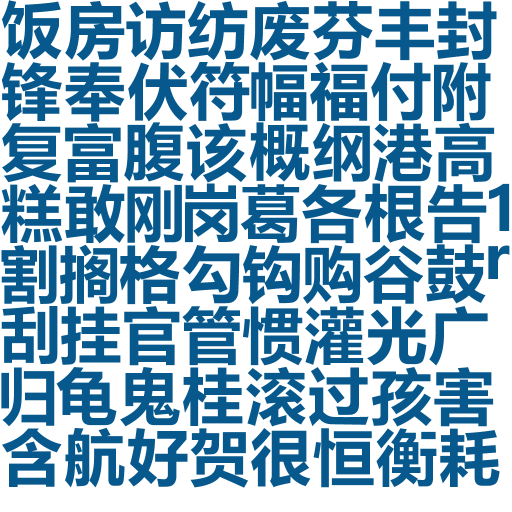 饭房访纺废芬丰封
锋奉伏符幅福付附
复富腹该概纲港高
糕敢刚岗葛各根告1
割搁格勾钩购谷鼓r
刮挂官管惯灌光广
归龟鬼桂滚过孩害
含航好贺很恒衡耗